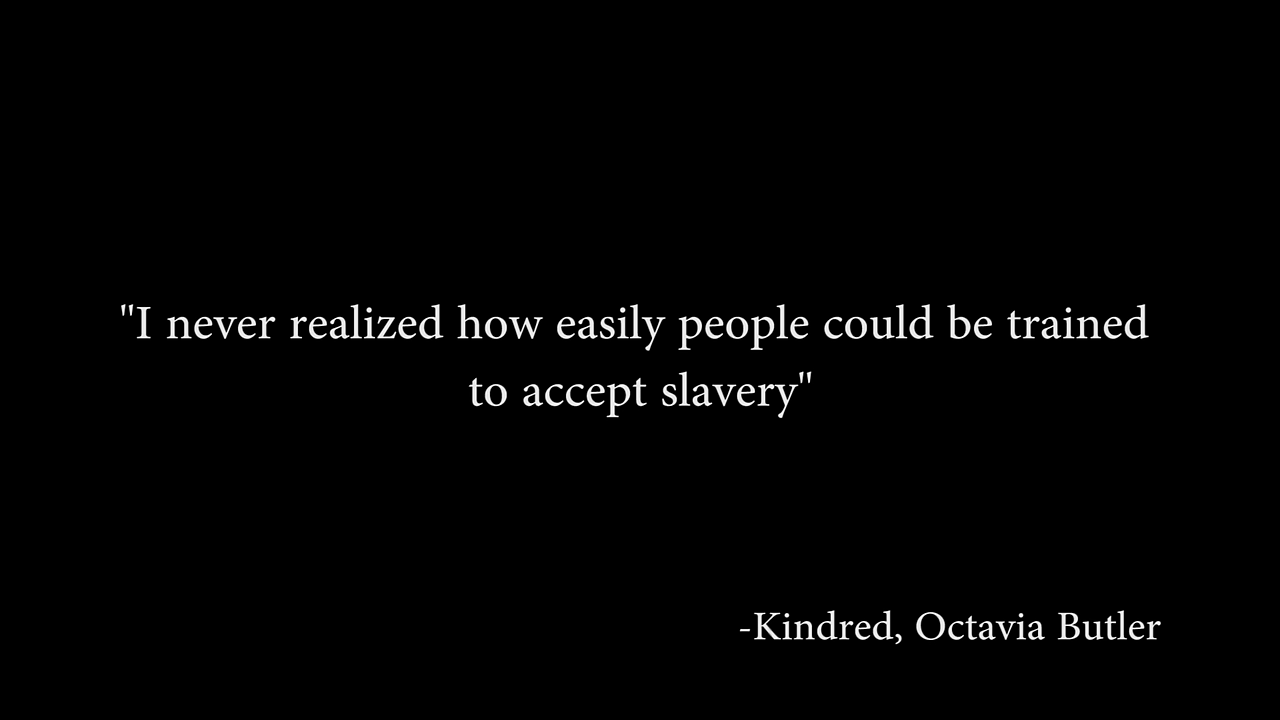 "I never realized how easily people could be trained
to accept slavery"
-Kindred, Octavia Butler